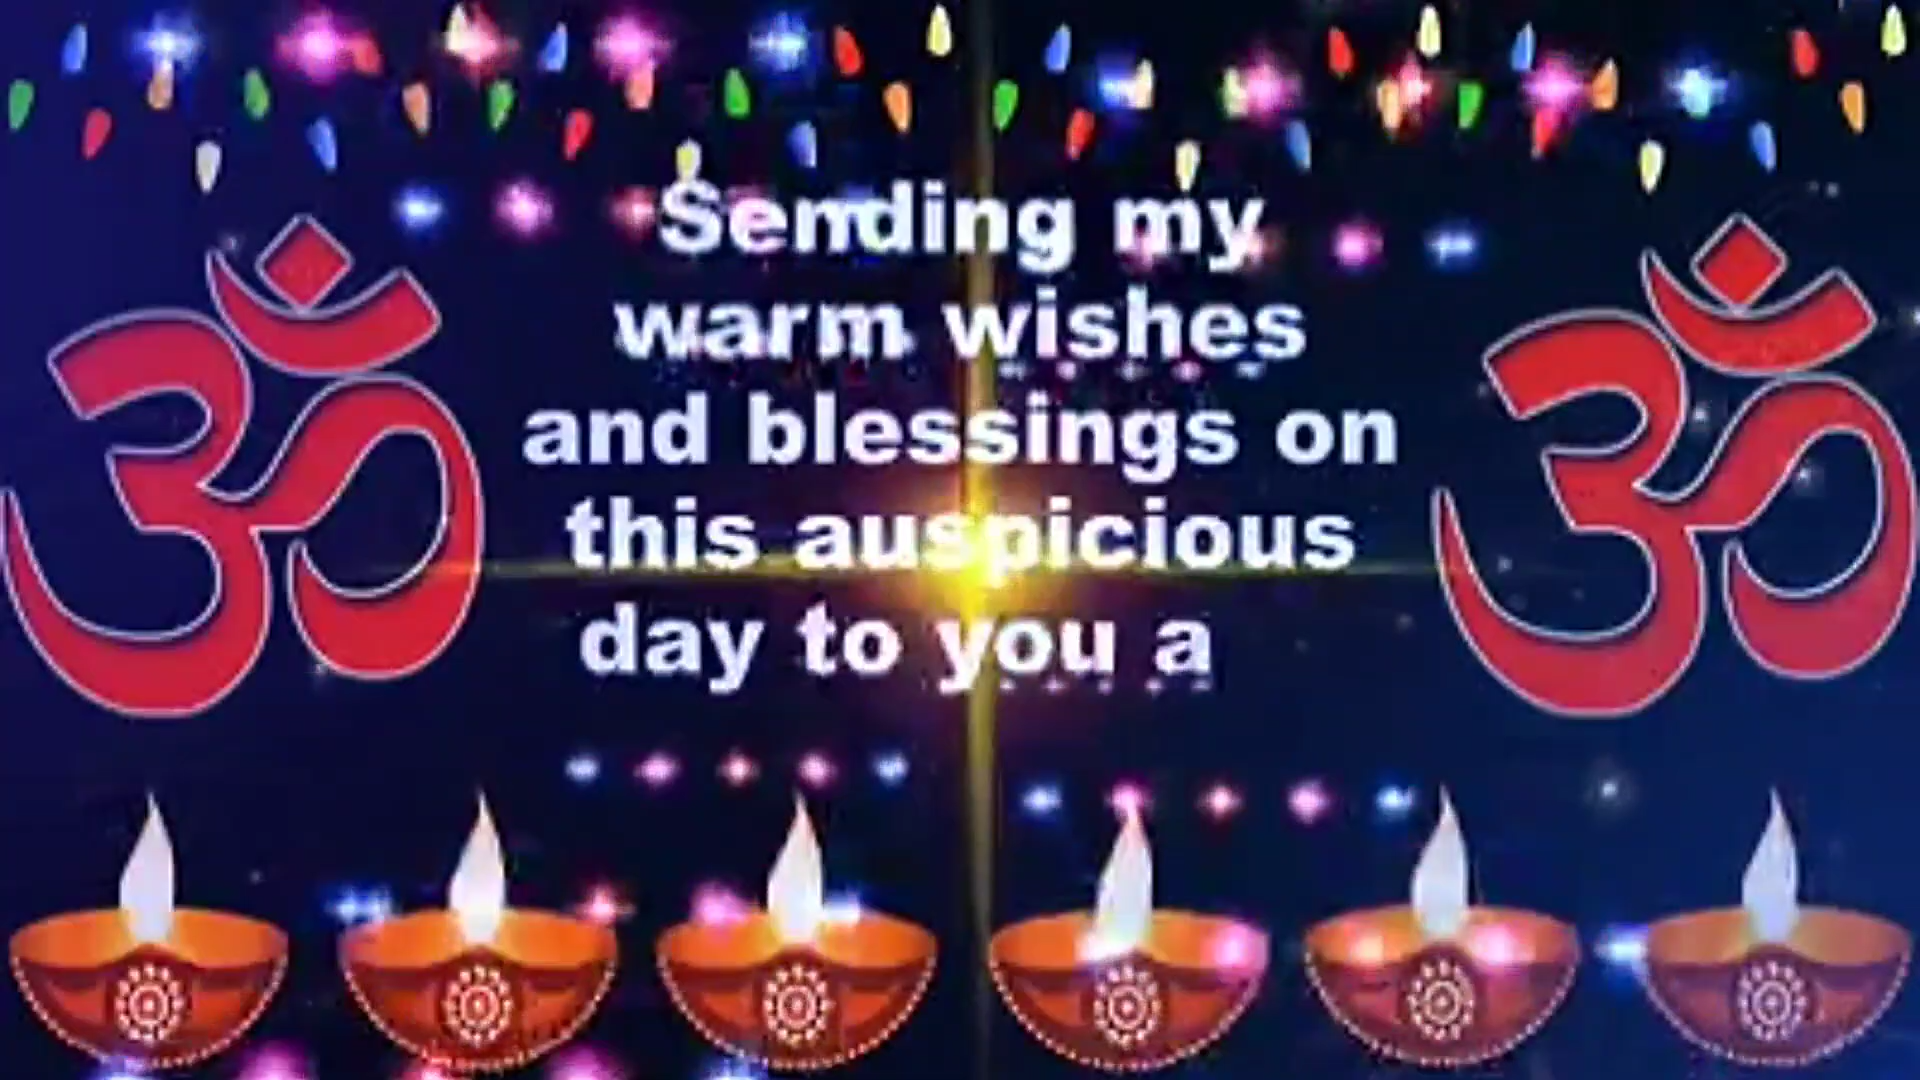 ॐ ॐ
Sending my
warm wishes
and blessings on
this auspicious
day to you a